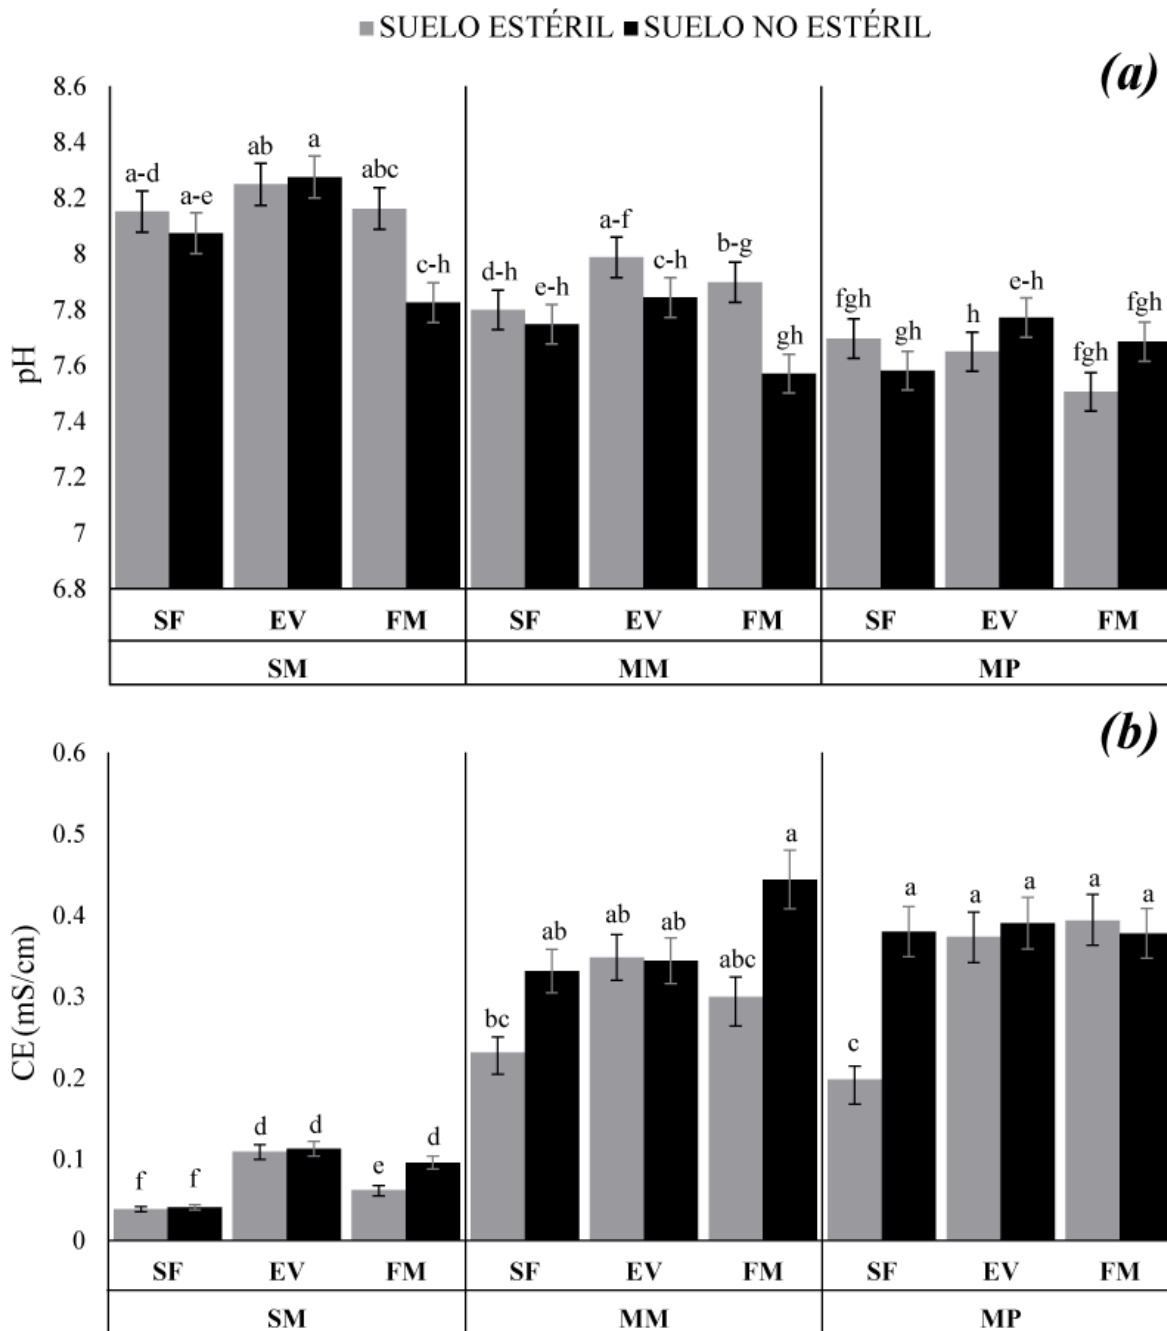 SUELO ESTÉRIL SUELO NO ESTÉRIL
(a)
pH
8.6
8.4
8.2
8
7.8
7.6
7.4
7.2
7
6.8
a-d a-e ab a abc c-h
d-h e-h a-f c-h b-g gh
fgh gh h e-h fgh fgh
SF EV FM SF EV FM SF EV FM
SM MM MP
(b)
CE (mS/cm)
0.6
0.5
0.4
0.3
0.2
0.1
0
f f d d e d
bc ab ab ab abc a
c a a a a a
SF EV FM SF EV FM SF EV FM
SM MM MP